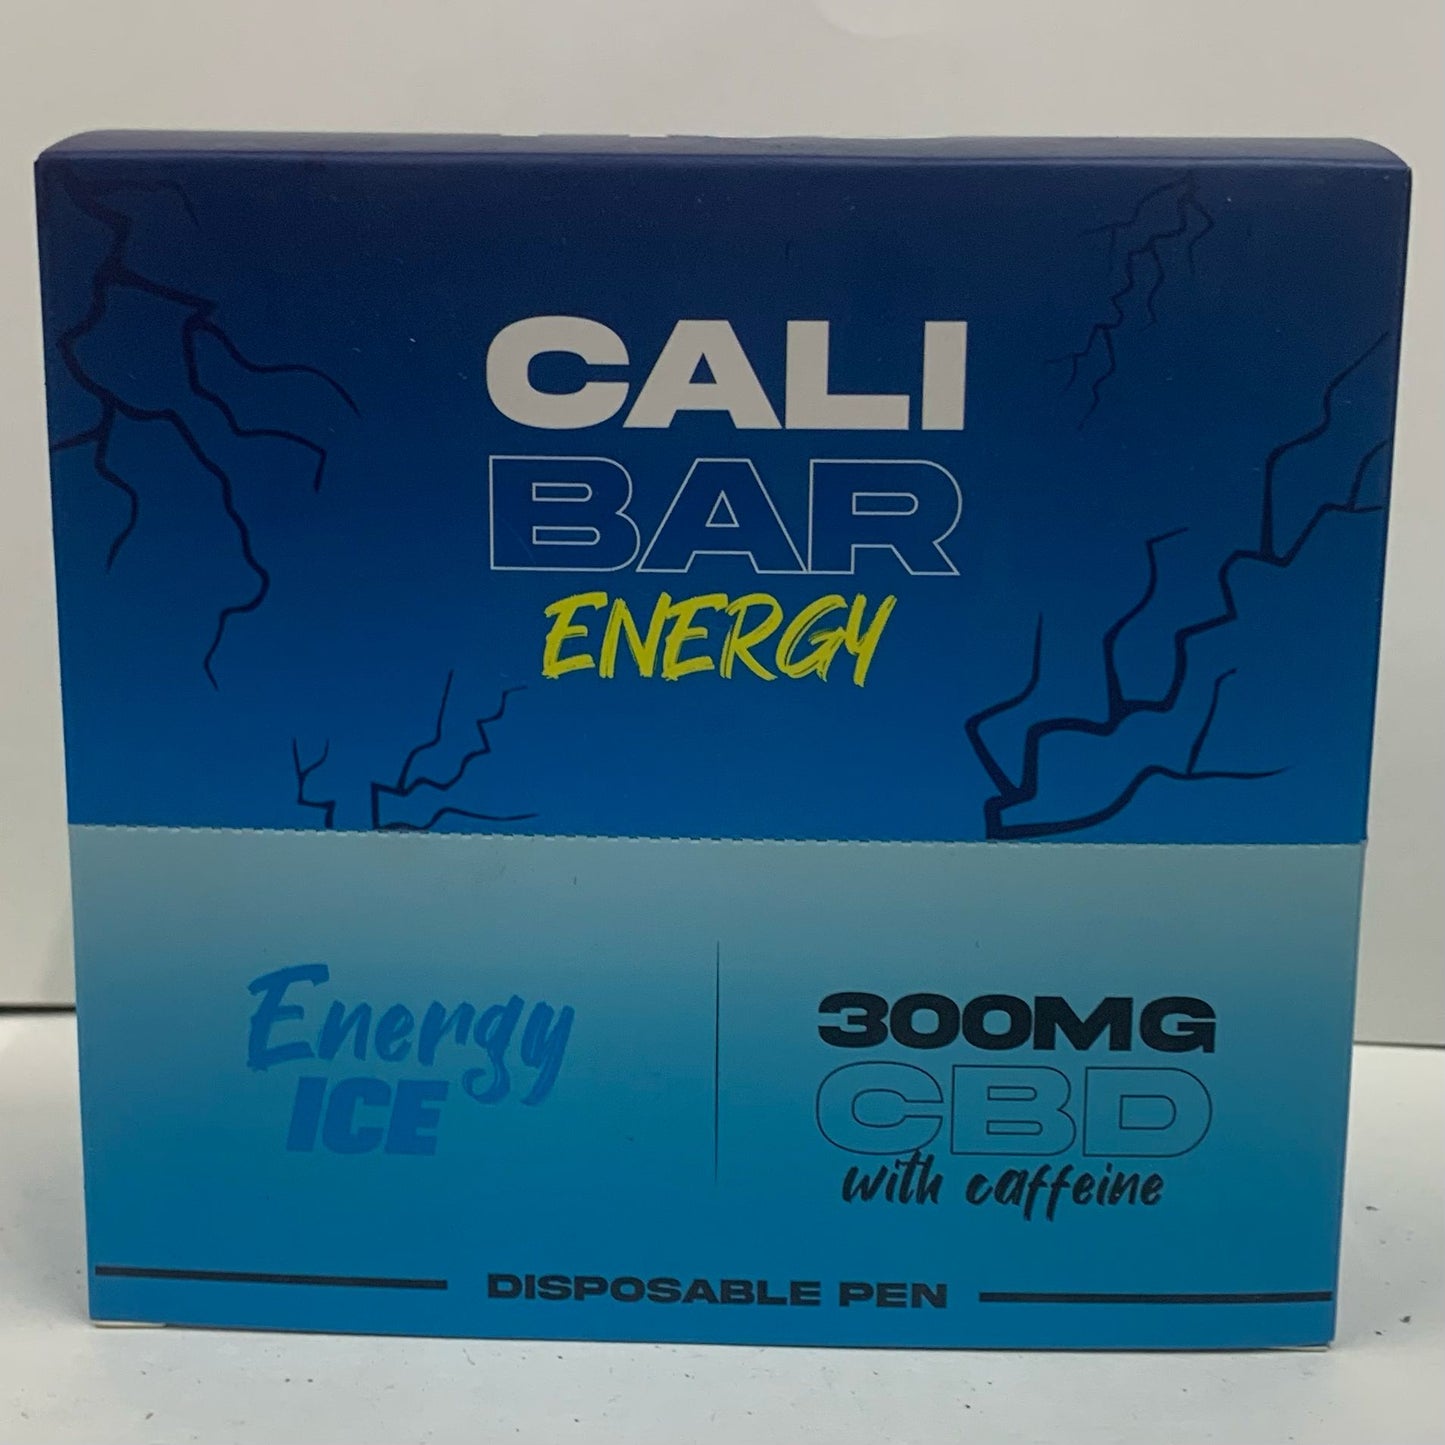 CALI
BAR
ENERGY
Energy
ICE
300MG
CBD
with caffeine
DISPOSABLE PEN